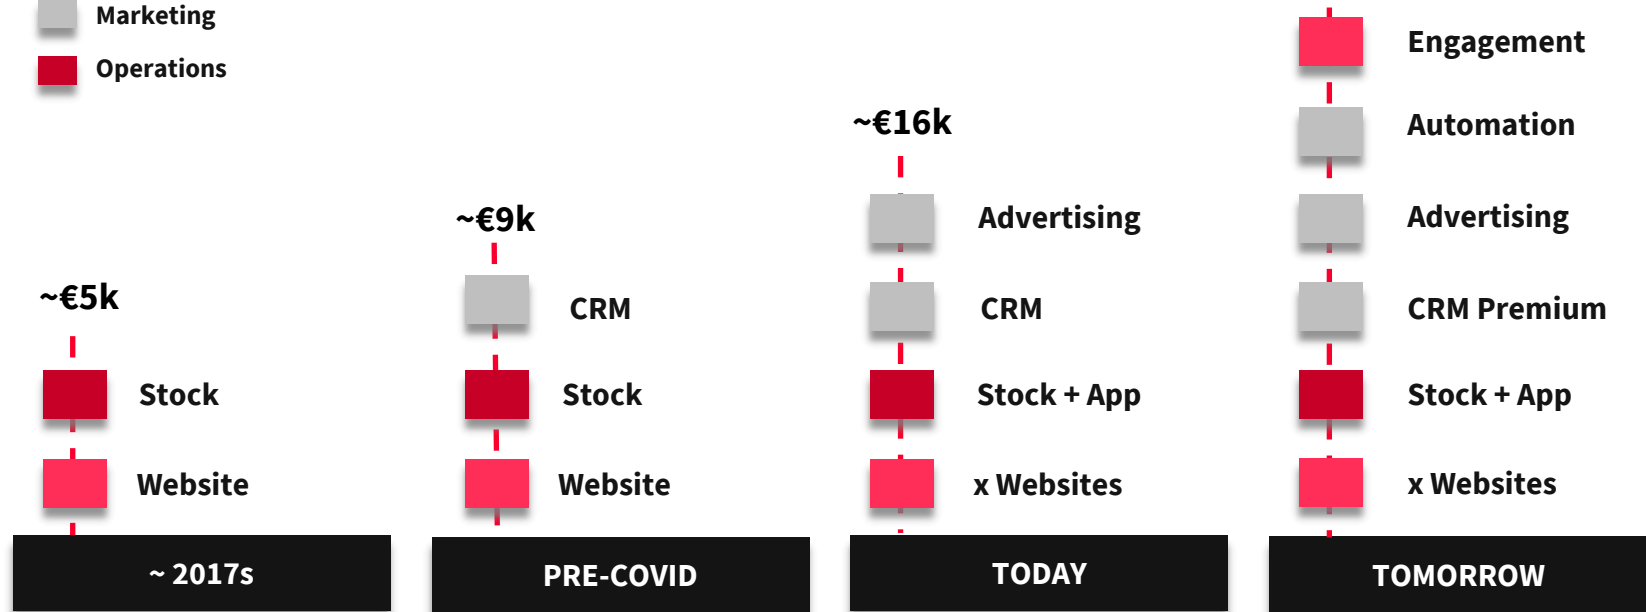 Marketing
Operations
~€5k
Stock
Website
~ 2017s
~€9k
CRM
Stock
Website
PRE-COVID
~€16k
Advertising
CRM
Stock + App
x Websites
TODAY
Engagement
Automation
Advertising
CRM Premium
Stock + App
x Websites
TOMORROW